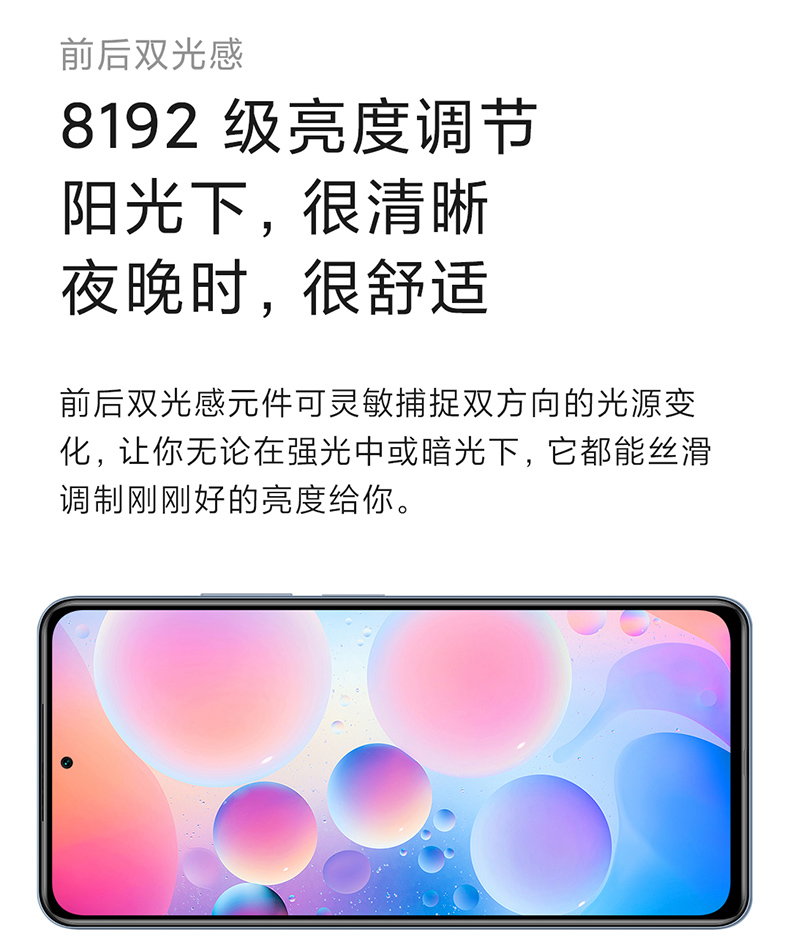 前后双光感
8192 级亮度调节
阳光下，很清晰
夜晚时，很舒适
前后双光感元件可灵敏捕捉双方向的光源变
化，让你无论在强光中或暗光下，它都能丝滑
调制刚刚好的亮度给你。